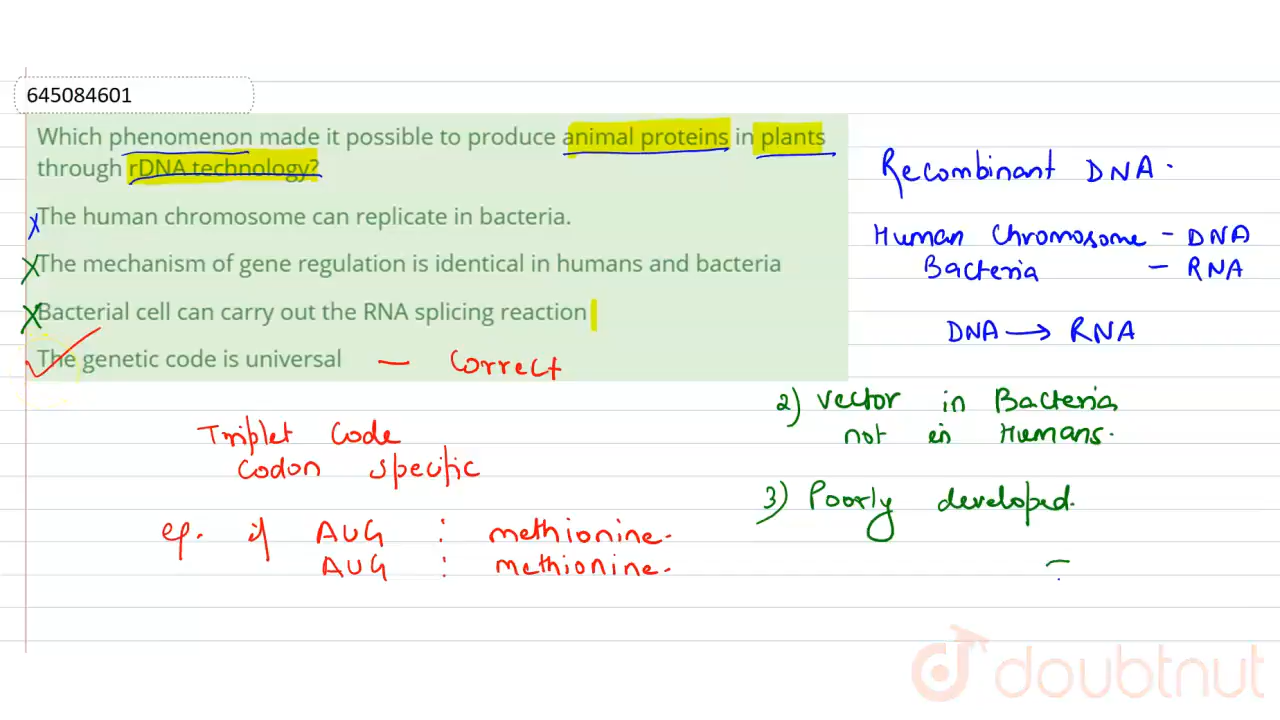 645084601
Which phenomenon made it possible to produce animal proteins in plants
through rDNA technology?
The human chromosome can replicate in bacteria.
The mechanism of gene regulation is identical in humans and bacteria
Bacterial cell can carry out the RNA splicing reaction
The genetic code is universal — Correct
Triplet Code
Codon specific
eg. if AUG : methionine.
AUG : methionine.
Recombinant DNA.
Human Chromosome - DNA
Bacteria - RNA
DNA → RNA
2) Vector in Bacteria
not in Humans.
3) Poorly developed.
doubtnut